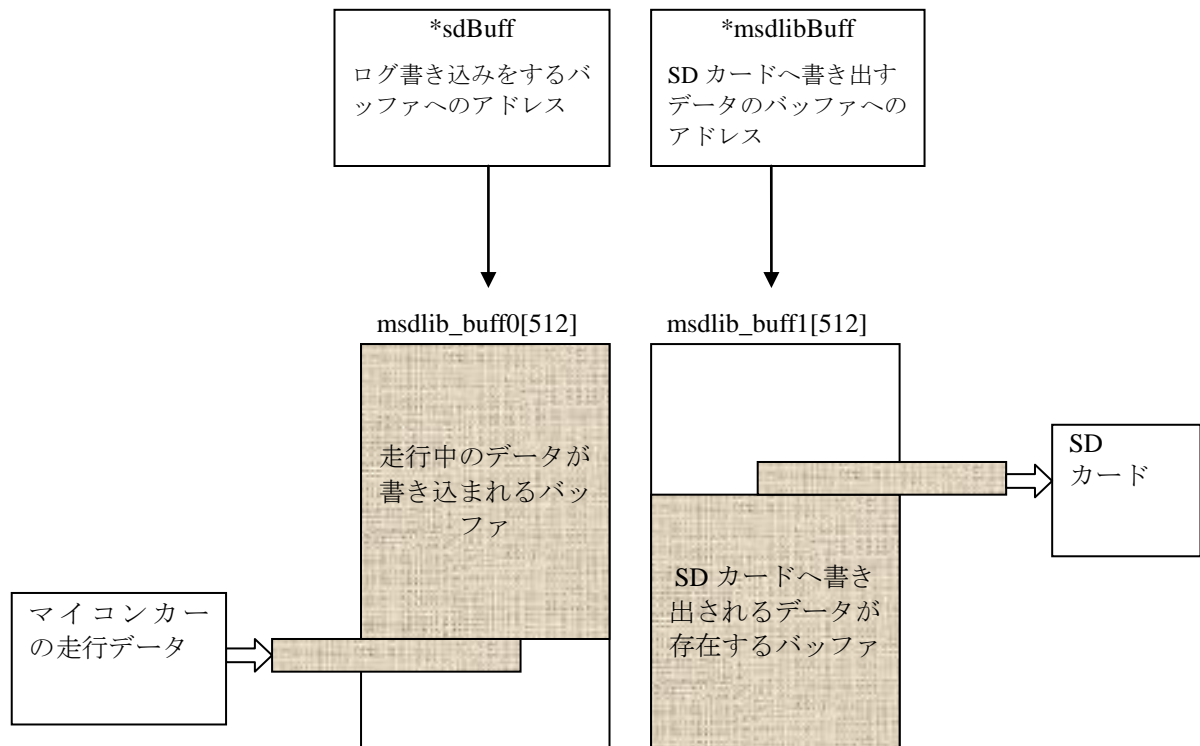 *sdBuff
ログ書き込みをするバ
ッファへのアドレス
*msdlibBuff
SD カードへ書き出す
データのバッファへの
アドレス
msdlib_buff0[512]
msdlib_buff1[512]
走行中のデータが
書き込まれるバッ
ファ
SD
カード
SD カードへ書き
出されるデータが
存在するバッファ
マイコンカー
の走行データ